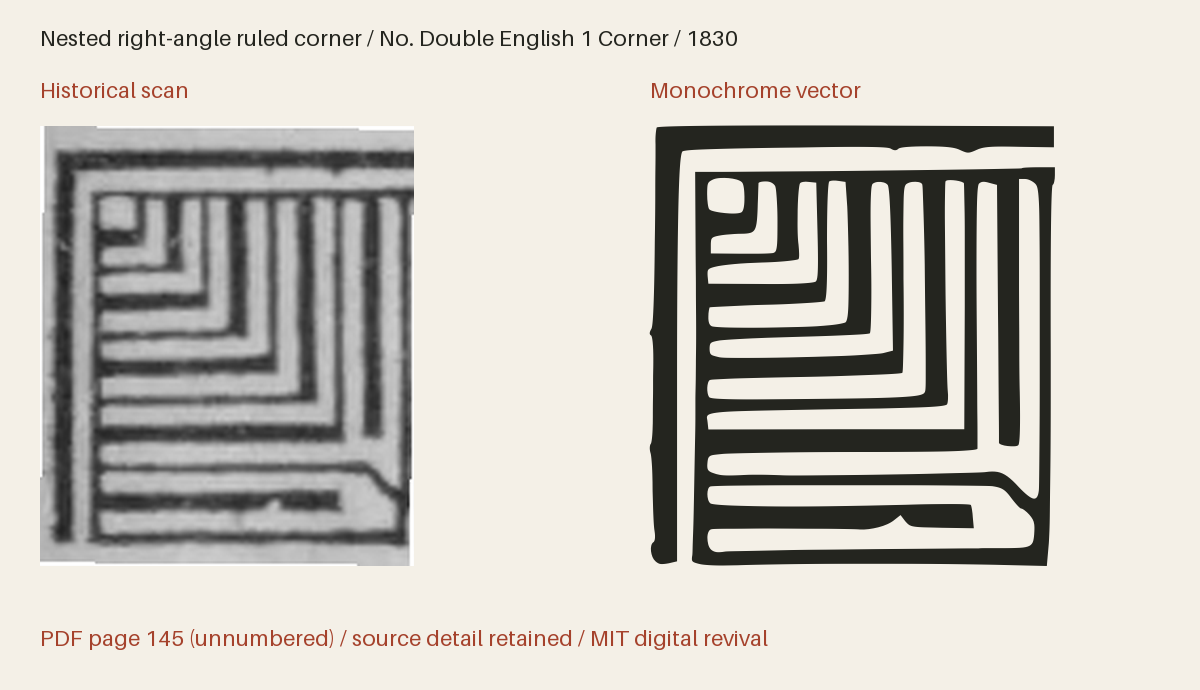 Nested right-angle ruled corner / No. Double English 1 Corner / 1830
Historical scan
Monochrome vector
PDF page 145 (unnumbered) / source detail retained / MIT digital revival